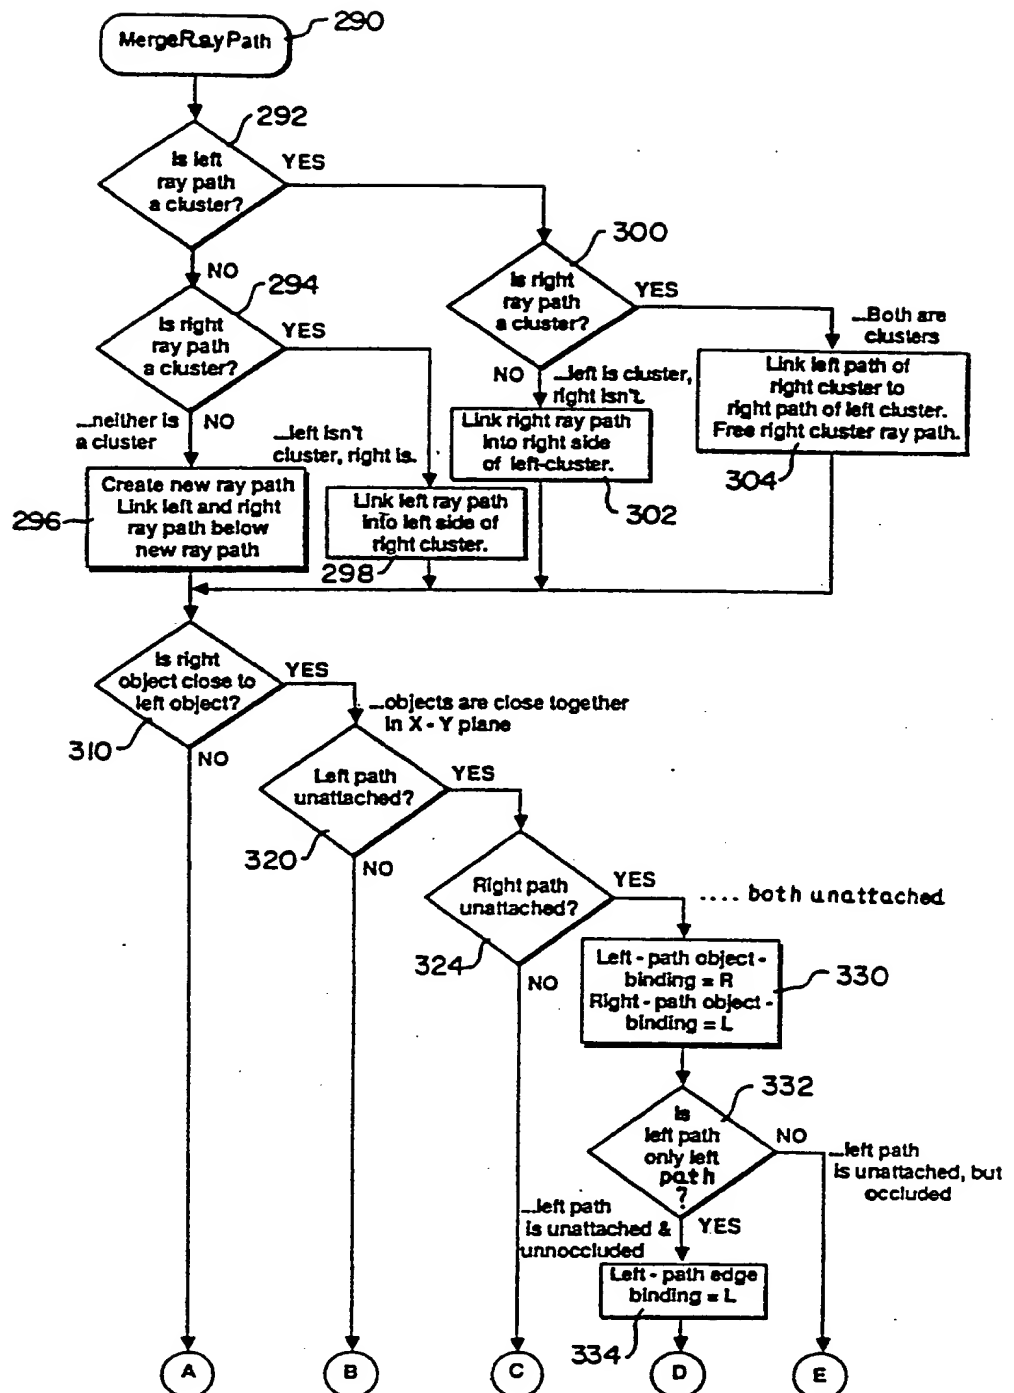 290
MergeRayPath
292
Is left
ray path
a cluster?
YES
NO
300
Is right
ray path
a cluster?
YES
294
Is right
ray path
a cluster?
YES
...Both are
clusters
NO
...left is cluster,
right isn't.
Link left path of
right cluster to
right path of left cluster.
Free right cluster ray path.
304
...neither is
a cluster
NO
...left isn't
cluster, right is.
Link right ray path
into right side
of left-cluster.
302
296
Create new ray path
Link left and right
ray path below
new ray path
Link left ray path
into left side of
right cluster.
298
Is right
object close to
left object?
YES
310
NO
...objects are close together
in X - Y plane
Left path
unattached?
YES
320
NO
Right path
unattached?
YES
.... both unattached
324
NO
Left - path object -
binding = R
Right - path object -
binding = L
330
332
Is
left path
only left
path
?
NO
...left path
is unattached, but
occluded
...left path
is unattached &
unnoccluded
YES
Left - path edge
binding = L
334
A
B
C
D
E